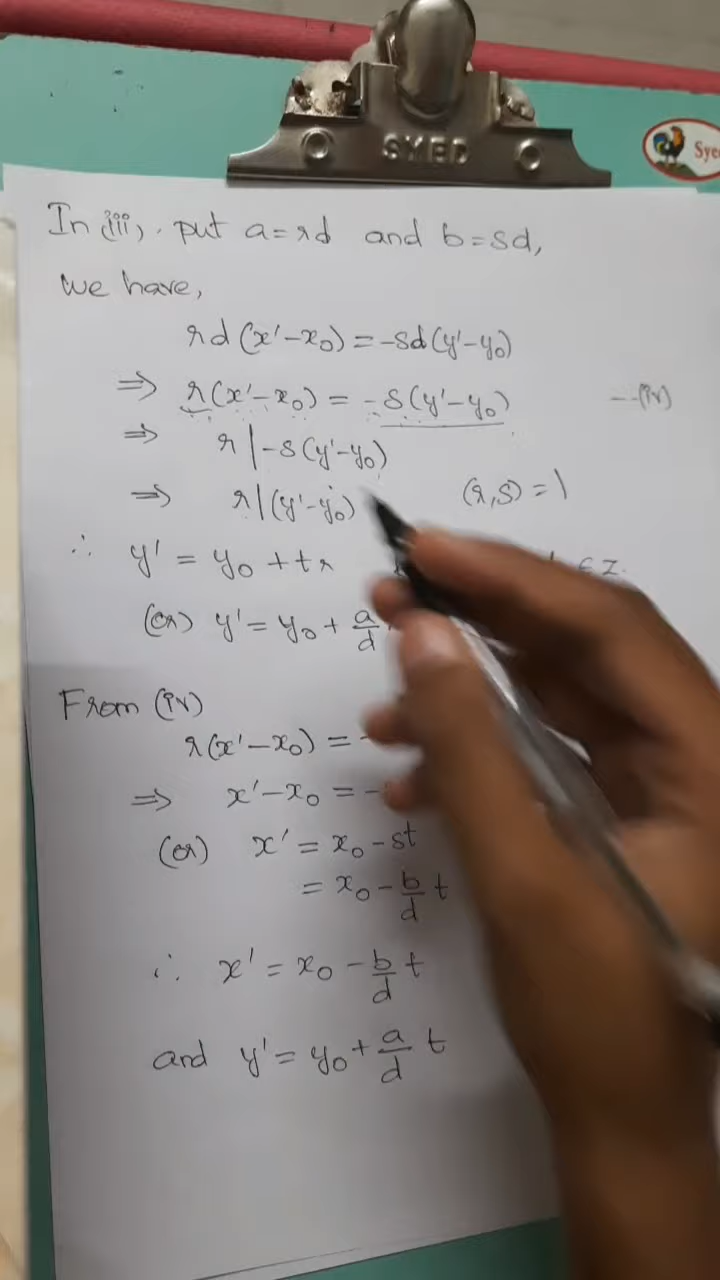 SYED
Sye
In (iii), put a=rd and b=sd,
we have,
rd(x'-x₀)=-sd(y'-y₀)
⇒ r(x'-x₀) = -s(y'-y₀) —(iv)
⇒ r|-s(y'-y₀)
⇒ r|(y'-y₀) (r,s)=1
∴ y' = y₀ + tr ∈ Z.
(or) y' = y₀ + a/d
From (iv)
r(x'-x₀) = -
⇒ x'-x₀ = -
(or) x' = x₀ - st
= x₀ - b/d t
∴ x' = x₀ - b/d t
and y' = y₀ + a/d t